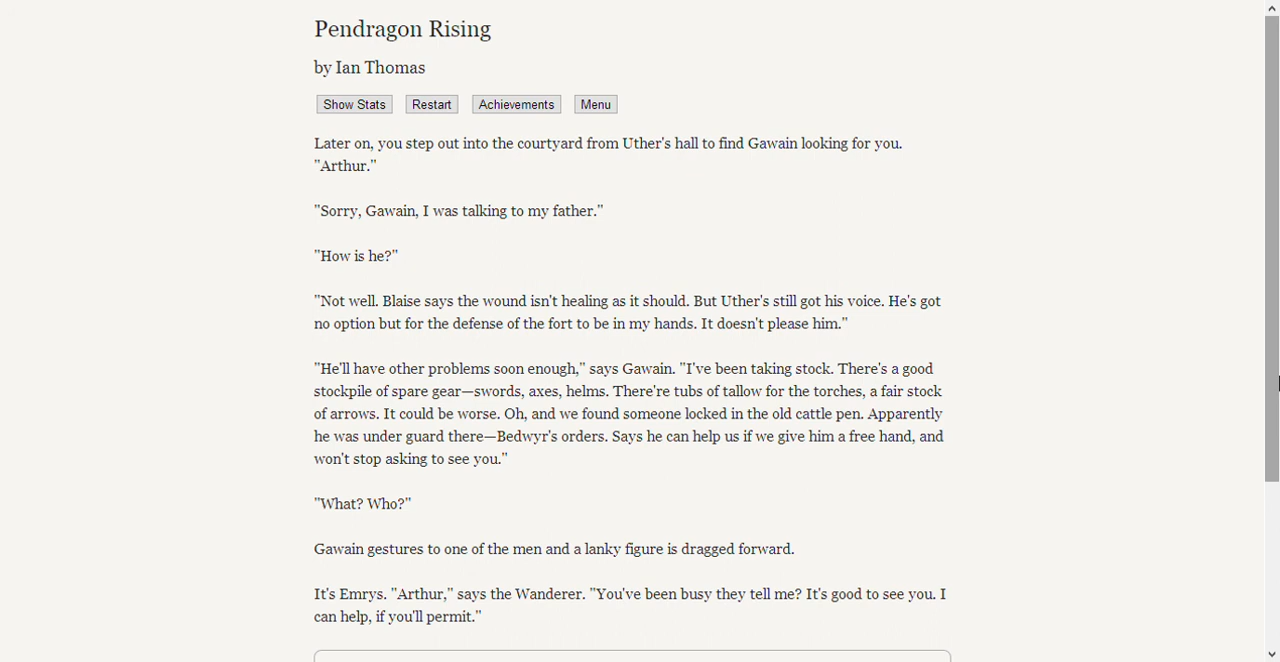 Pendragon Rising
by Ian Thomas
Show Stats Restart Achievements Menu
Later on, you step out into the courtyard from Uther's hall to find Gawain looking for you.
"Arthur."
"Sorry, Gawain, I was talking to my father."
"How is he?"
"Not well. Blaise says the wound isn't healing as it should. But Uther's still got his voice. He's got
no option but for the defense of the fort to be in my hands. It doesn't please him."
"He'll have other problems soon enough," says Gawain. "I've been taking stock. There's a good
stockpile of spare gear—swords, axes, helms. There're tubs of tallow for the torches, a fair stock
of arrows. It could be worse. Oh, and we found someone locked in the old cattle pen. Apparently
he was under guard there—Bedwyr's orders. Says he can help us if we give him a free hand, and
won't stop asking to see you."
"What? Who?"
Gawain gestures to one of the men and a lanky figure is dragged forward.
It's Emrys. "Arthur," says the Wanderer. "You've been busy they tell me? It's good to see you. I
can help, if you'll permit."